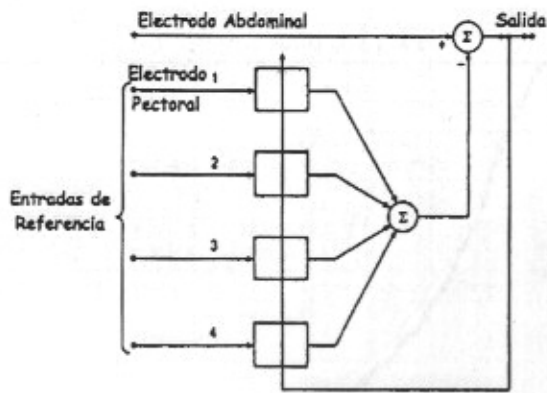 Electrodo Abdominal
Salida
Σ
+
−
Electrodo 1
Pectoral
2
Entradas de
Referencia
Σ
3
4